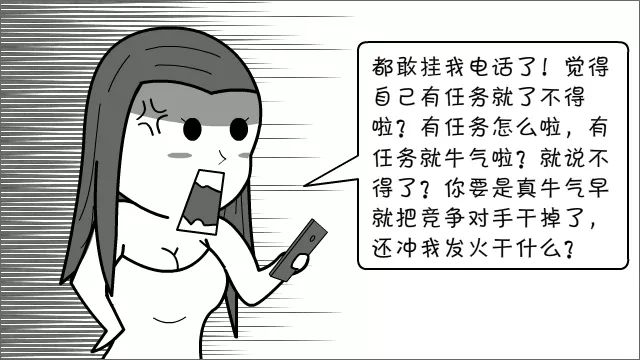 都敢挂我电话了！觉得
自己有任务就了不得
啦？有任务怎么啦，有
任务就牛气啦？就说不
得了？你要是真牛气早
就把竞争对手干掉了，
还冲我发火干什么？